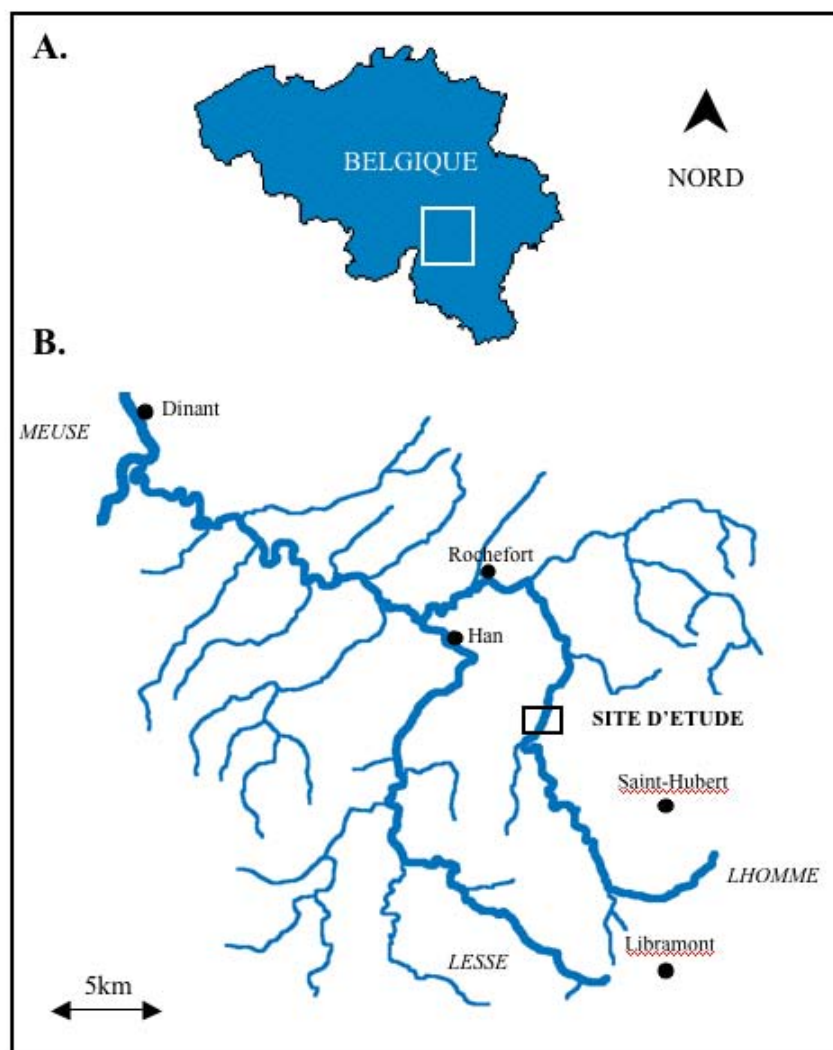 A.
BELGIQUE
NORD
B.
Dinant
MEUSE
Rochefort
Han
SITE D'ETUDE
Saint-Hubert
LHOMME
Libramont
LESSE
5km